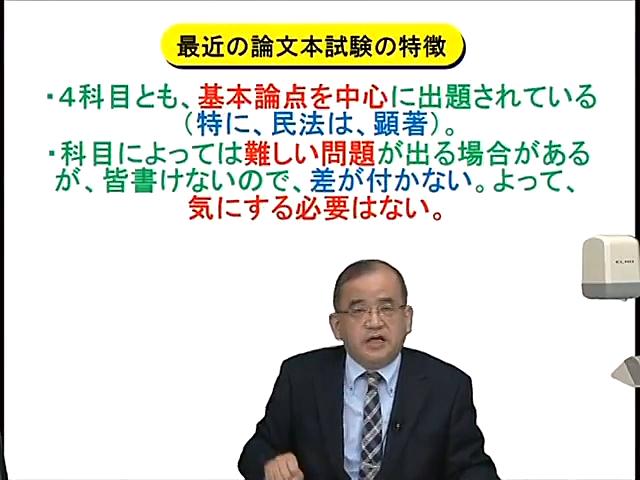 最近の論文本試験の特徴
・４科目とも、基本論点を中心に出題されている
（特に、民法は、顕著）。
・科目によっては難しい問題が出る場合がある
が、皆書けないので、差が付かない。よって、
気にする必要はない。
ELMO